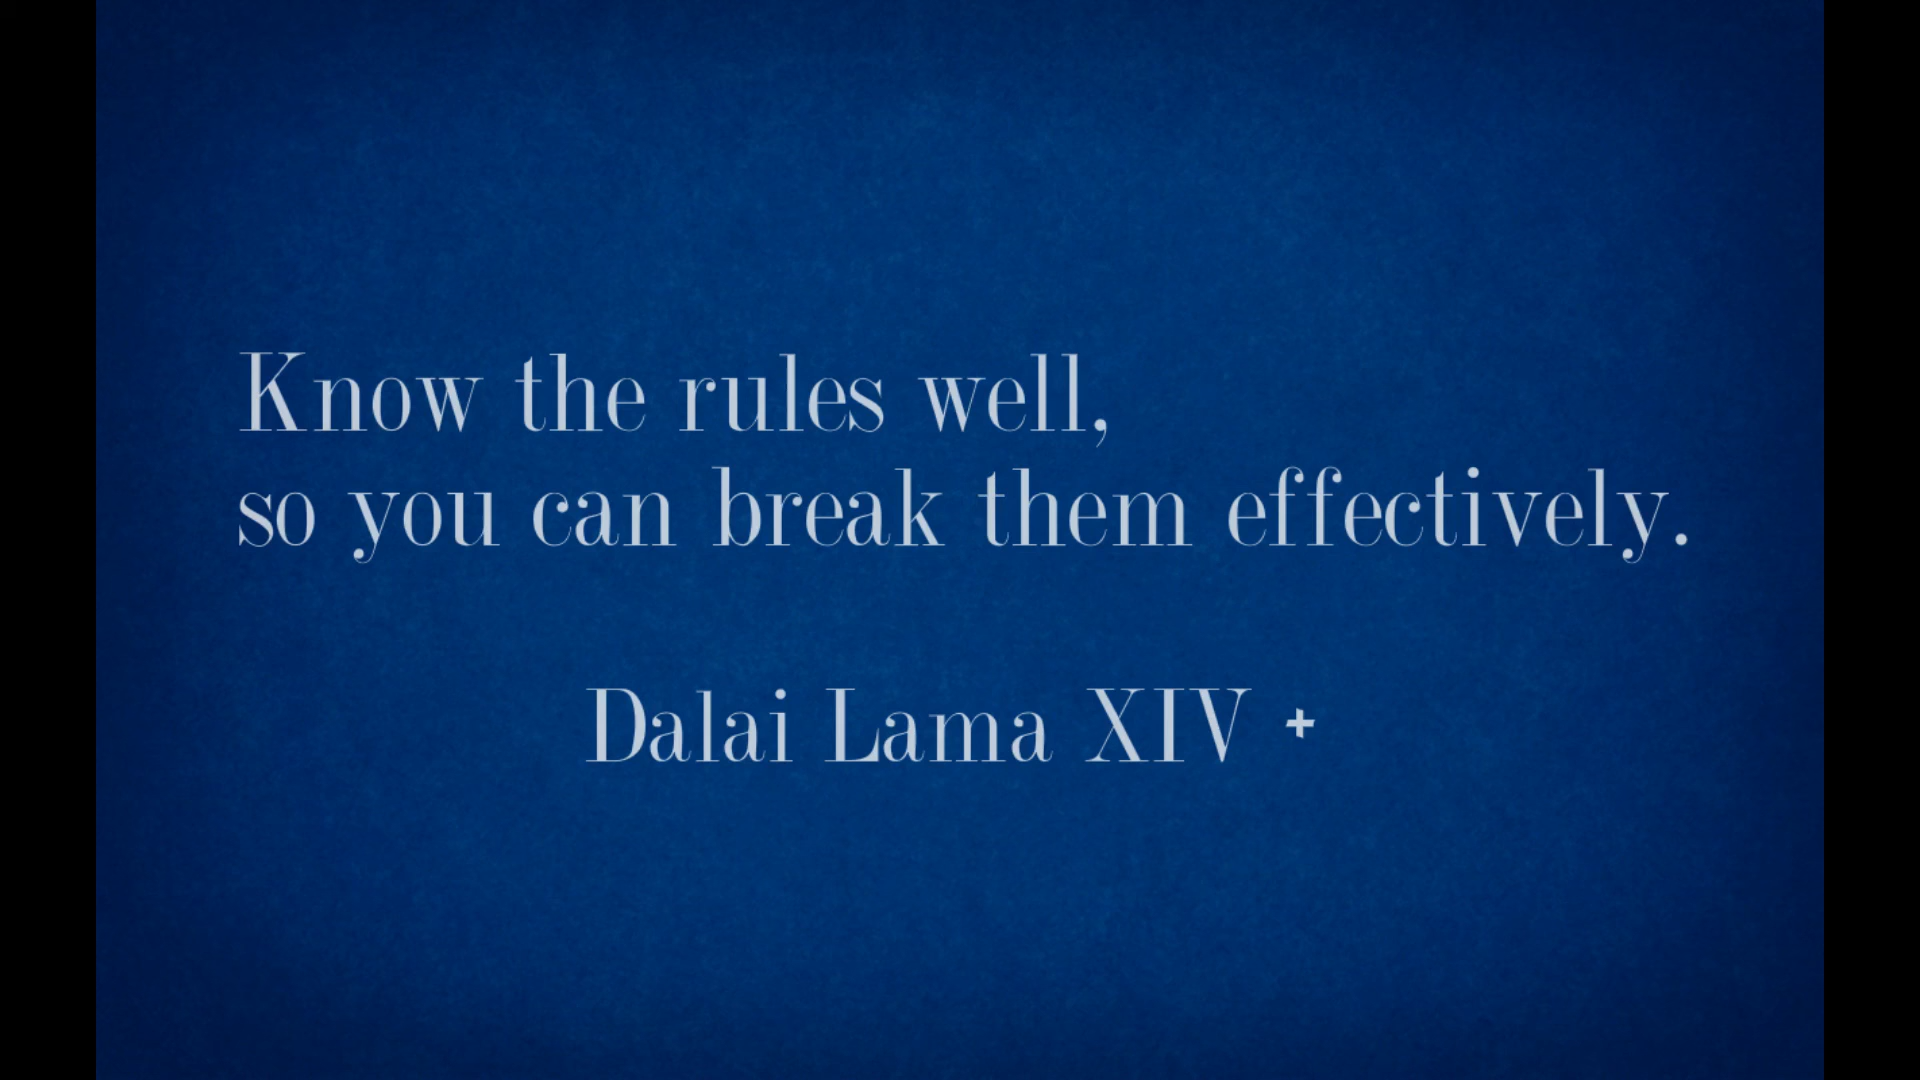 Know the rules well,
so you can break them effectively.
Dalai Lama XIV +